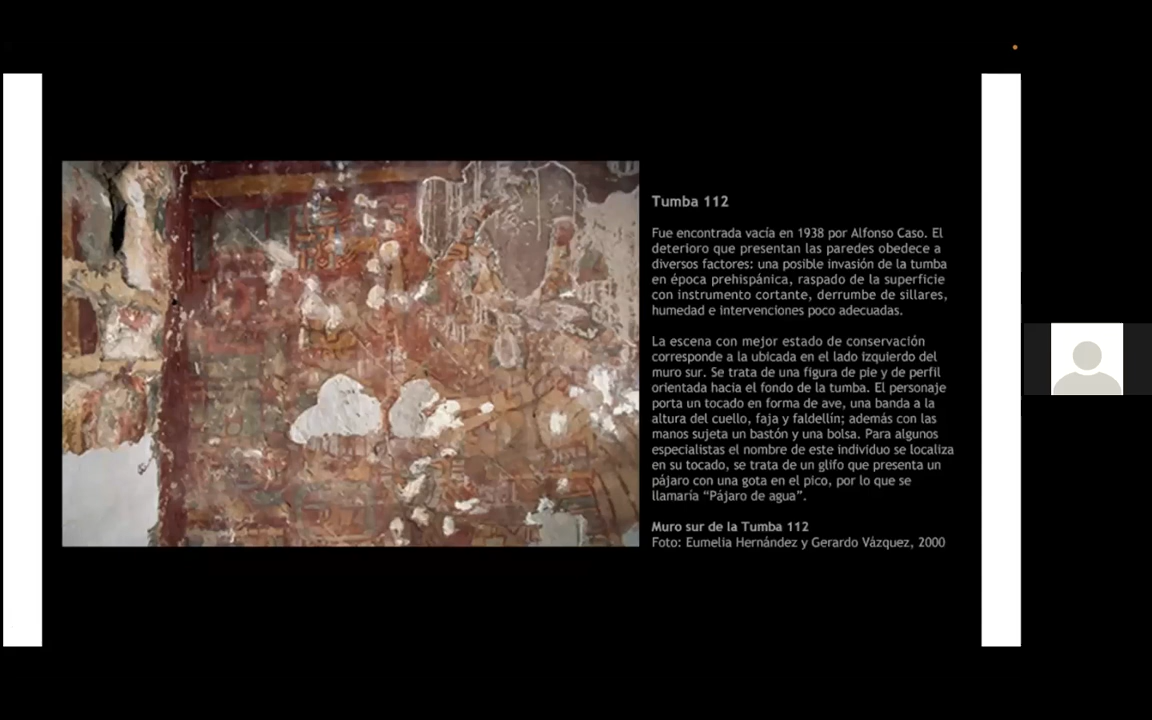 Tumba 112
Fue encontrada vacía en 1938 por Alfonso Caso. El
deterioro que presentan las paredes obedece a
diversos factores: una posible invasión de la tumba
en época prehispánica, raspado de la superficie
con instrumento cortante, derrumbe de sillares,
humedad e intervenciones poco adecuadas.
La escena con mejor estado de conservación
corresponde a la ubicada en el lado izquierdo del
muro sur. Se trata de una figura de pie y de perfil
orientada hacia el fondo de la tumba. El personaje
porta un tocado en forma de ave, una banda a la
altura del cuello, faja y faldellín; además con las
manos sujeta un bastón y una bolsa. Para algunos
especialistas el nombre de este individuo se localiza
en su tocado, se trata de un glifo que presenta un
pájaro con una gota en el pico, por lo que se
llamaría “Pájaro de agua”.
Muro sur de la Tumba 112
Foto: Eumelia Hernández y Gerardo Vázquez, 2000